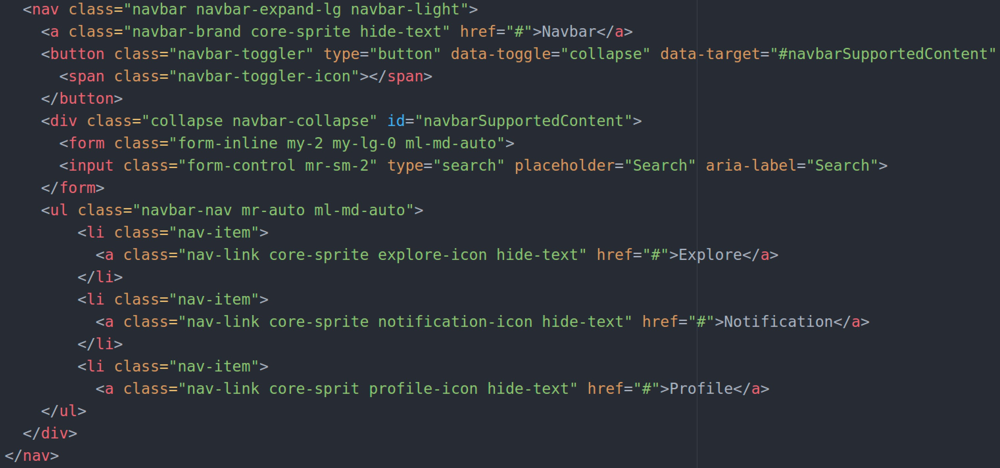 <nav class="navbar navbar-expand-lg navbar-light">
<a class="navbar-brand core-sprite hide-text" href="#">Navbar</a>
<button class="navbar-toggler" type="button" data-toggle="collapse" data-target="#navbarSupportedContent"
<span class="navbar-toggler-icon"></span>
</button>
<div class="collapse navbar-collapse" id="navbarSupportedContent">
<form class="form-inline my-2 my-lg-0 ml-md-auto">
<input class="form-control mr-sm-2" type="search" placeholder="Search" aria-label="Search">
</form>
<ul class="navbar-nav mr-auto ml-md-auto">
<li class="nav-item">
<a class="nav-link core-sprite explore-icon hide-text" href="#">Explore</a>
</li>
<li class="nav-item">
<a class="nav-link core-sprite notification-icon hide-text" href="#">Notification</a>
</li>
<li class="nav-item">
<a class="nav-link core-sprit profile-icon hide-text" href="#">Profile</a>
</ul>
</div>
</nav>